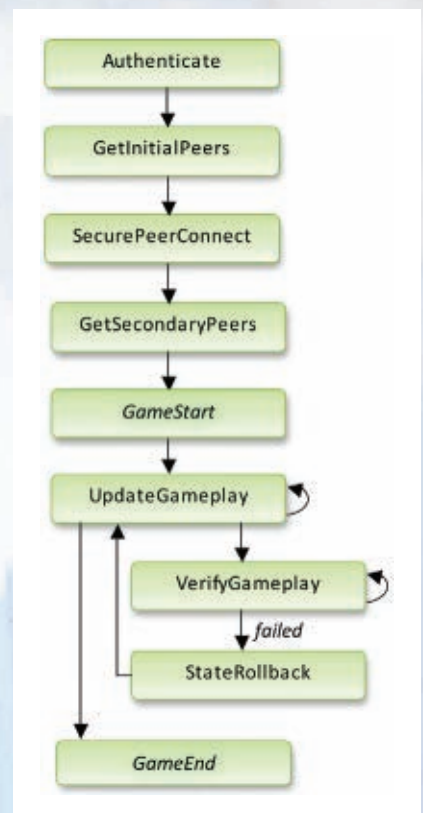 Authenticate
GetInitialPeers
SecurePeerConnect
GetSecondaryPeers
GameStart
UpdateGameplay
VerifyGameplay
failed
StateRollback
GameEnd